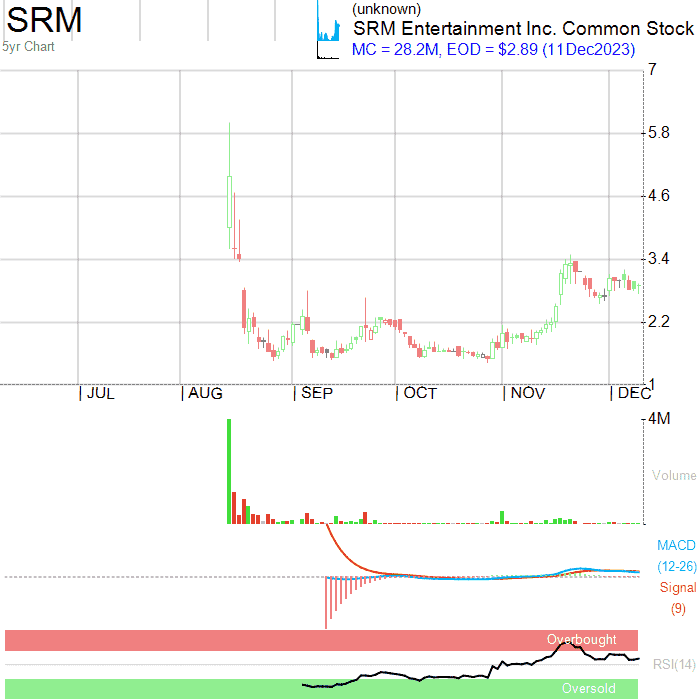 SRM
5yr Chart
(unknown)
SRM Entertainment Inc. Common Stock
MC = 28.2M, EOD = $2.89 (11Dec2023)
7
5.8
4.6
3.4
2.2
1
| JUL | AUG | SEP | OCT | NOV | DEC
4M
Volume
MACD
(12-26)
Signal
(9)
Overbought
RSI(14)
Oversold